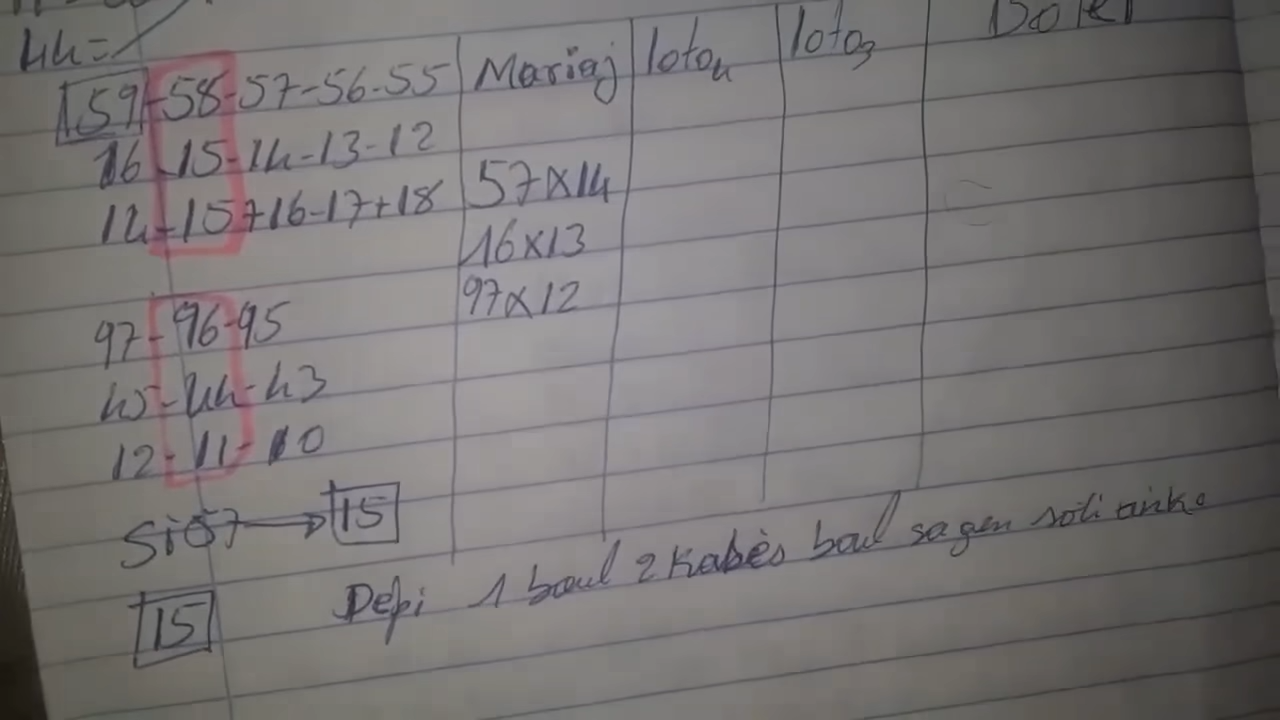 44=
59-58-57-56-55 Mariaj loto4 loto3
16-15-14-13-12
14-15+16-17+18 57x14
16x13
97-96-95 97x12
45-44-43
12-11-10
Si 57→15
Depi 1 boul 2 kabès boul sa gen soti
15